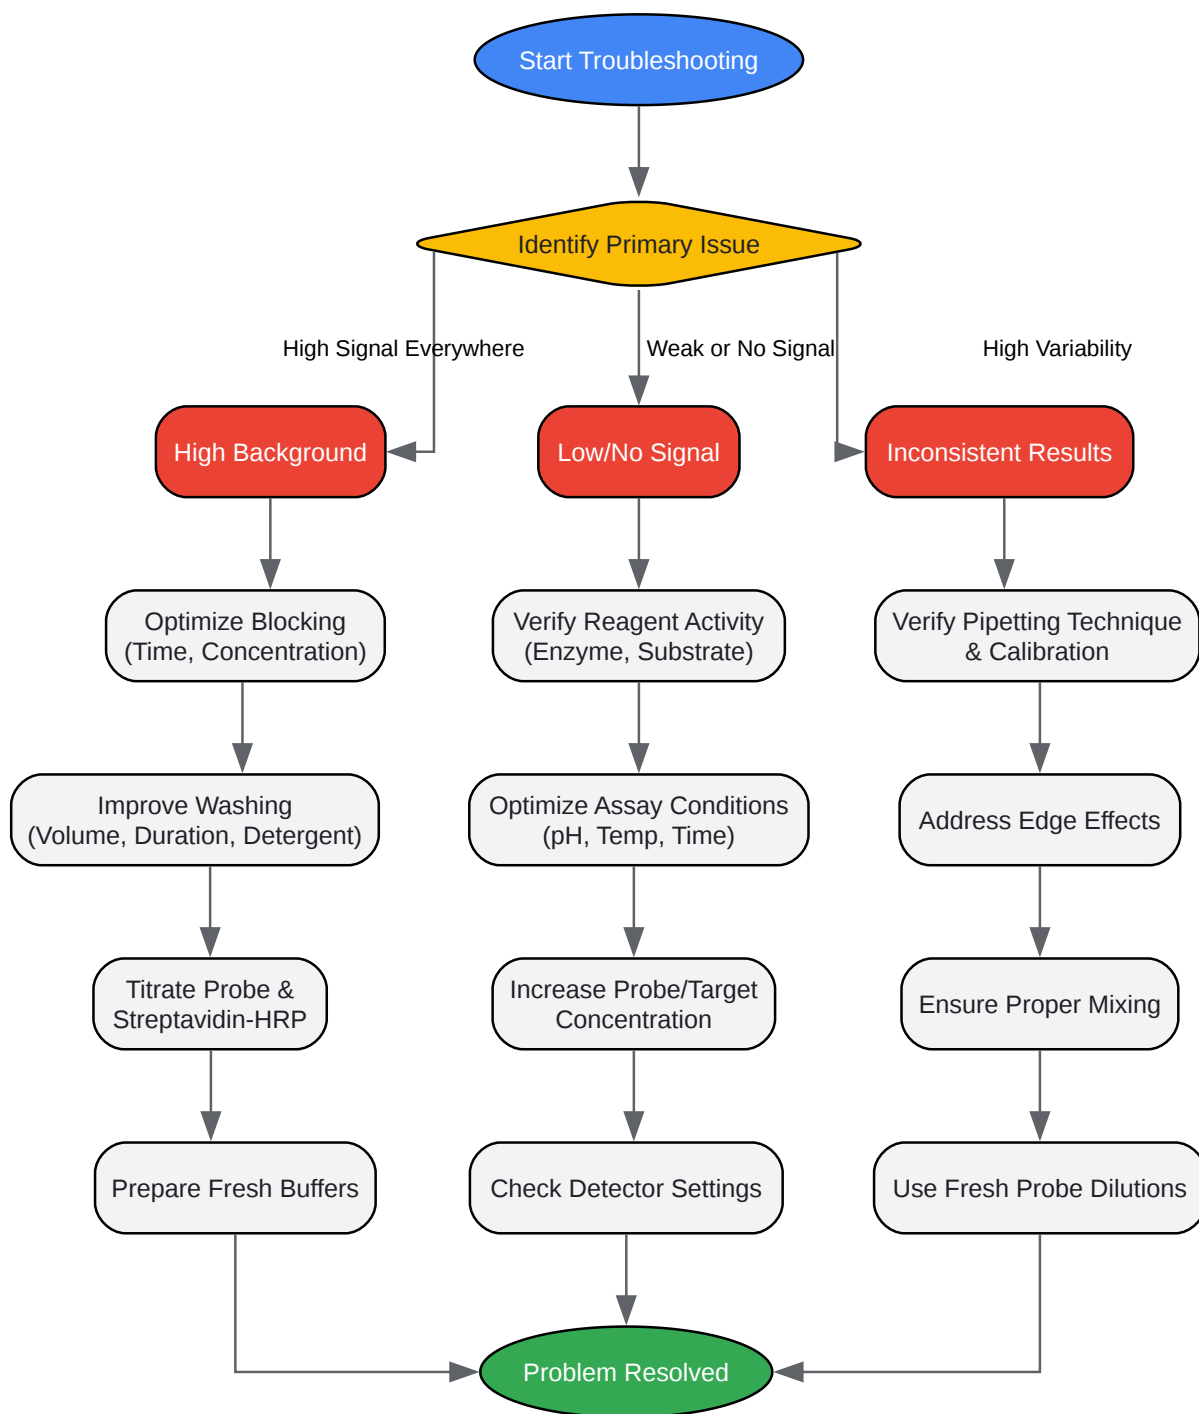 Start Troubleshooting
Identify Primary Issue
High Signal Everywhere
Weak or No Signal
High Variability
High Background
Low/No Signal
Inconsistent Results
Optimize Blocking
(Time, Concentration)
Verify Reagent Activity
(Enzyme, Substrate)
Verify Pipetting Technique
& Calibration
Improve Washing
(Volume, Duration, Detergent)
Optimize Assay Conditions
(pH, Temp, Time)
Address Edge Effects
Titrate Probe &
Streptavidin-HRP
Increase Probe/Target
Concentration
Ensure Proper Mixing
Prepare Fresh Buffers
Check Detector Settings
Use Fresh Probe Dilutions
Problem Resolved